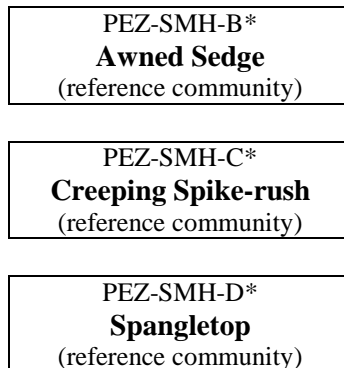 PEZ-SMH-B*
Awned Sedge
(reference community)
PEZ-SMH-C*
Creeping Spike-rush
(reference community)
PEZ-SMH-D*
Spangletop
(reference community)